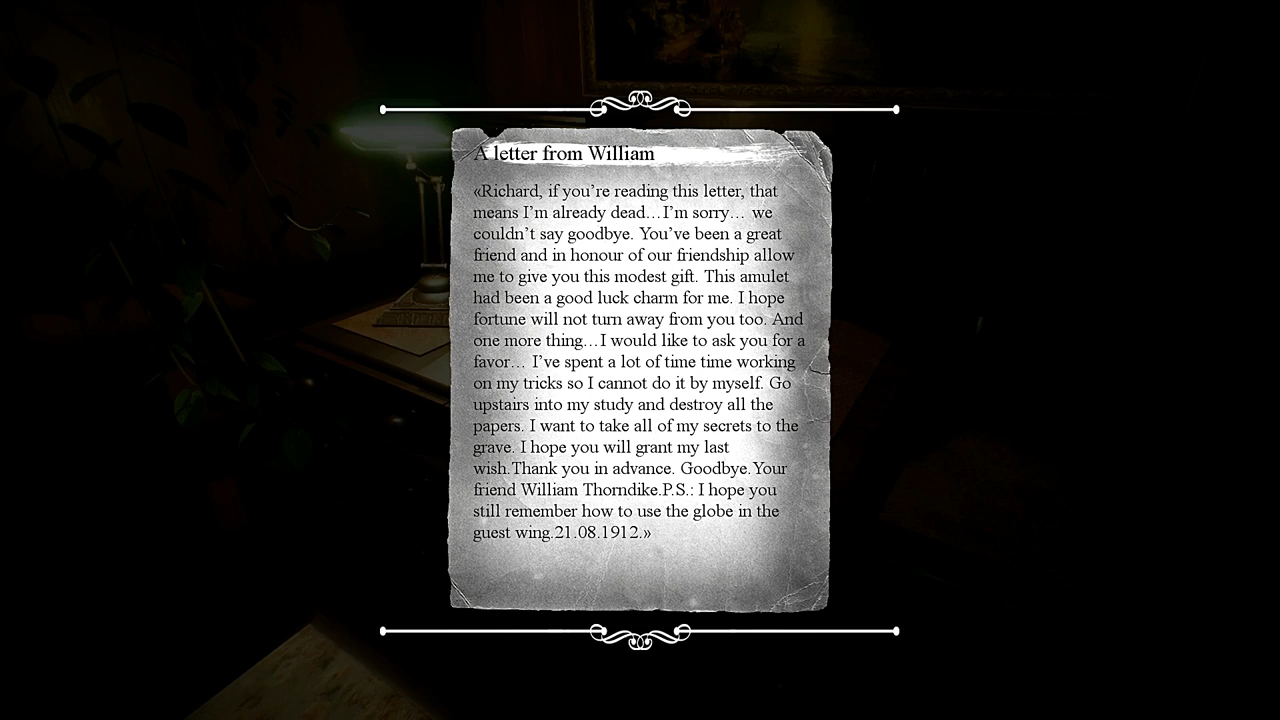 A letter from William
«Richard, if you’re reading this letter, that
means I’m already dead…I’m sorry… we
couldn’t say goodbye. You’ve been a great
friend and in honour of our friendship allow
me to give you this modest gift. This amulet
had been a good luck charm for me. I hope
fortune will not turn away from you too. And
one more thing…I would like to ask you for a
favor… I’ve spent a lot of time time working
on my tricks so I cannot do it by myself. Go
upstairs into my study and destroy all the
papers. I want to take all of my secrets to the
grave. I hope you will grant my last
wish.Thank you in advance. Goodbye.Your
friend William Thorndike.P.S.: I hope you
still remember how to use the globe in the
guest wing.21.08.1912.»